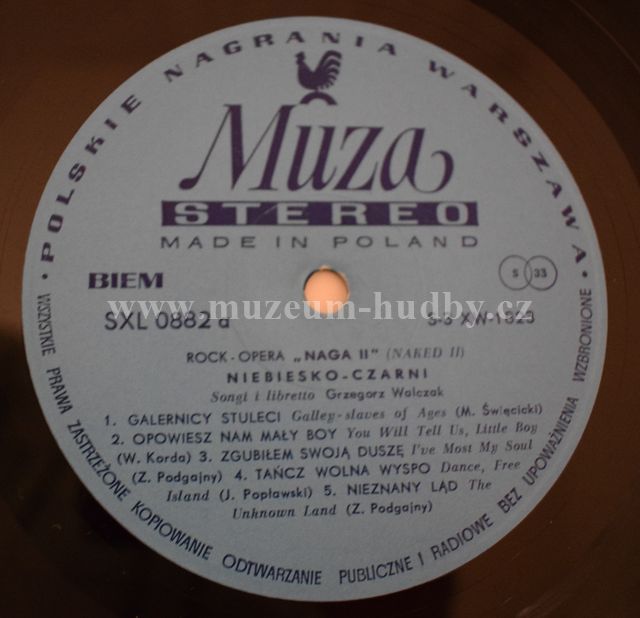 • POLSKIE NAGRANIA WARSZAWA •
Muza
STEREO
MADE IN POLAND
BIEM
S 33
www.muzeum-hudby.cz
SXL 0882 a
S-3 XW-1823
ROCK-OPERA „NAGA II" (NAKED II)
NIEBIESKO-CZARNI
Songi i libretto Grzegorz Walczak
1. GALERNICY STULECI Galley-slaves of Ages (M. Święcicki)
2. OPOWIESZ NAM MAŁY BOY You Will Tell Us, Little Boy
(W. Korda) 3. ZGUBIŁEM SWOJĄ DUSZĘ I've Most My Soul
(Z. Podgajny) 4. TAŃCZ WOLNA WYSPO Dance, Free
Island (J. Popławski) 5. NIEZNANY LĄD The
Unknown Land (Z. Podgajny)
WSZYSTKIE PRAWA ZASTRZEŻONE KOPIOWANIE ODTWARZANIE PUBLICZNE I RADIOWE BEZ UPOWAŻNIENIA WZBRONIONE